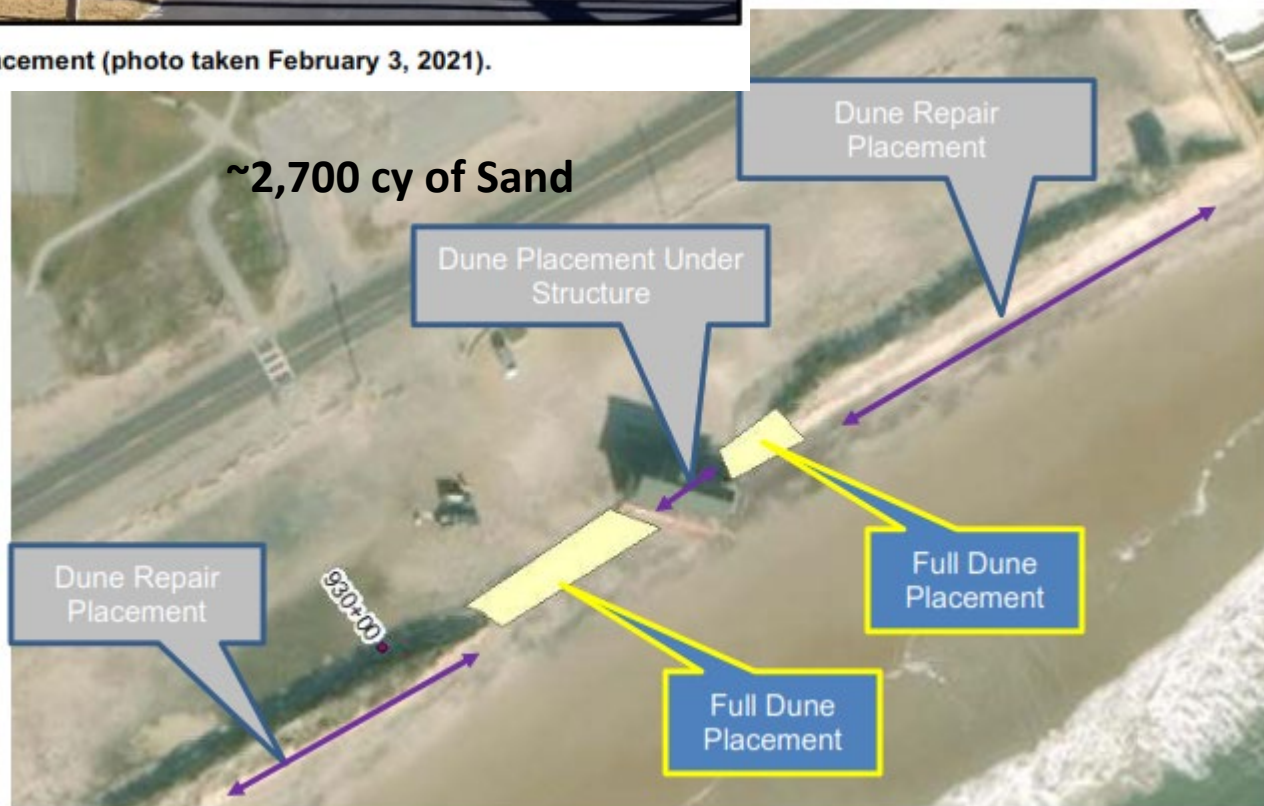 acement (photo taken February 3, 2021).
Dune Repair
Placement
~2,700 cy of Sand
Dune Placement Under
Structure
Dune Repair
Placement
930+00
Full Dune
Placement
Full Dune
Placement